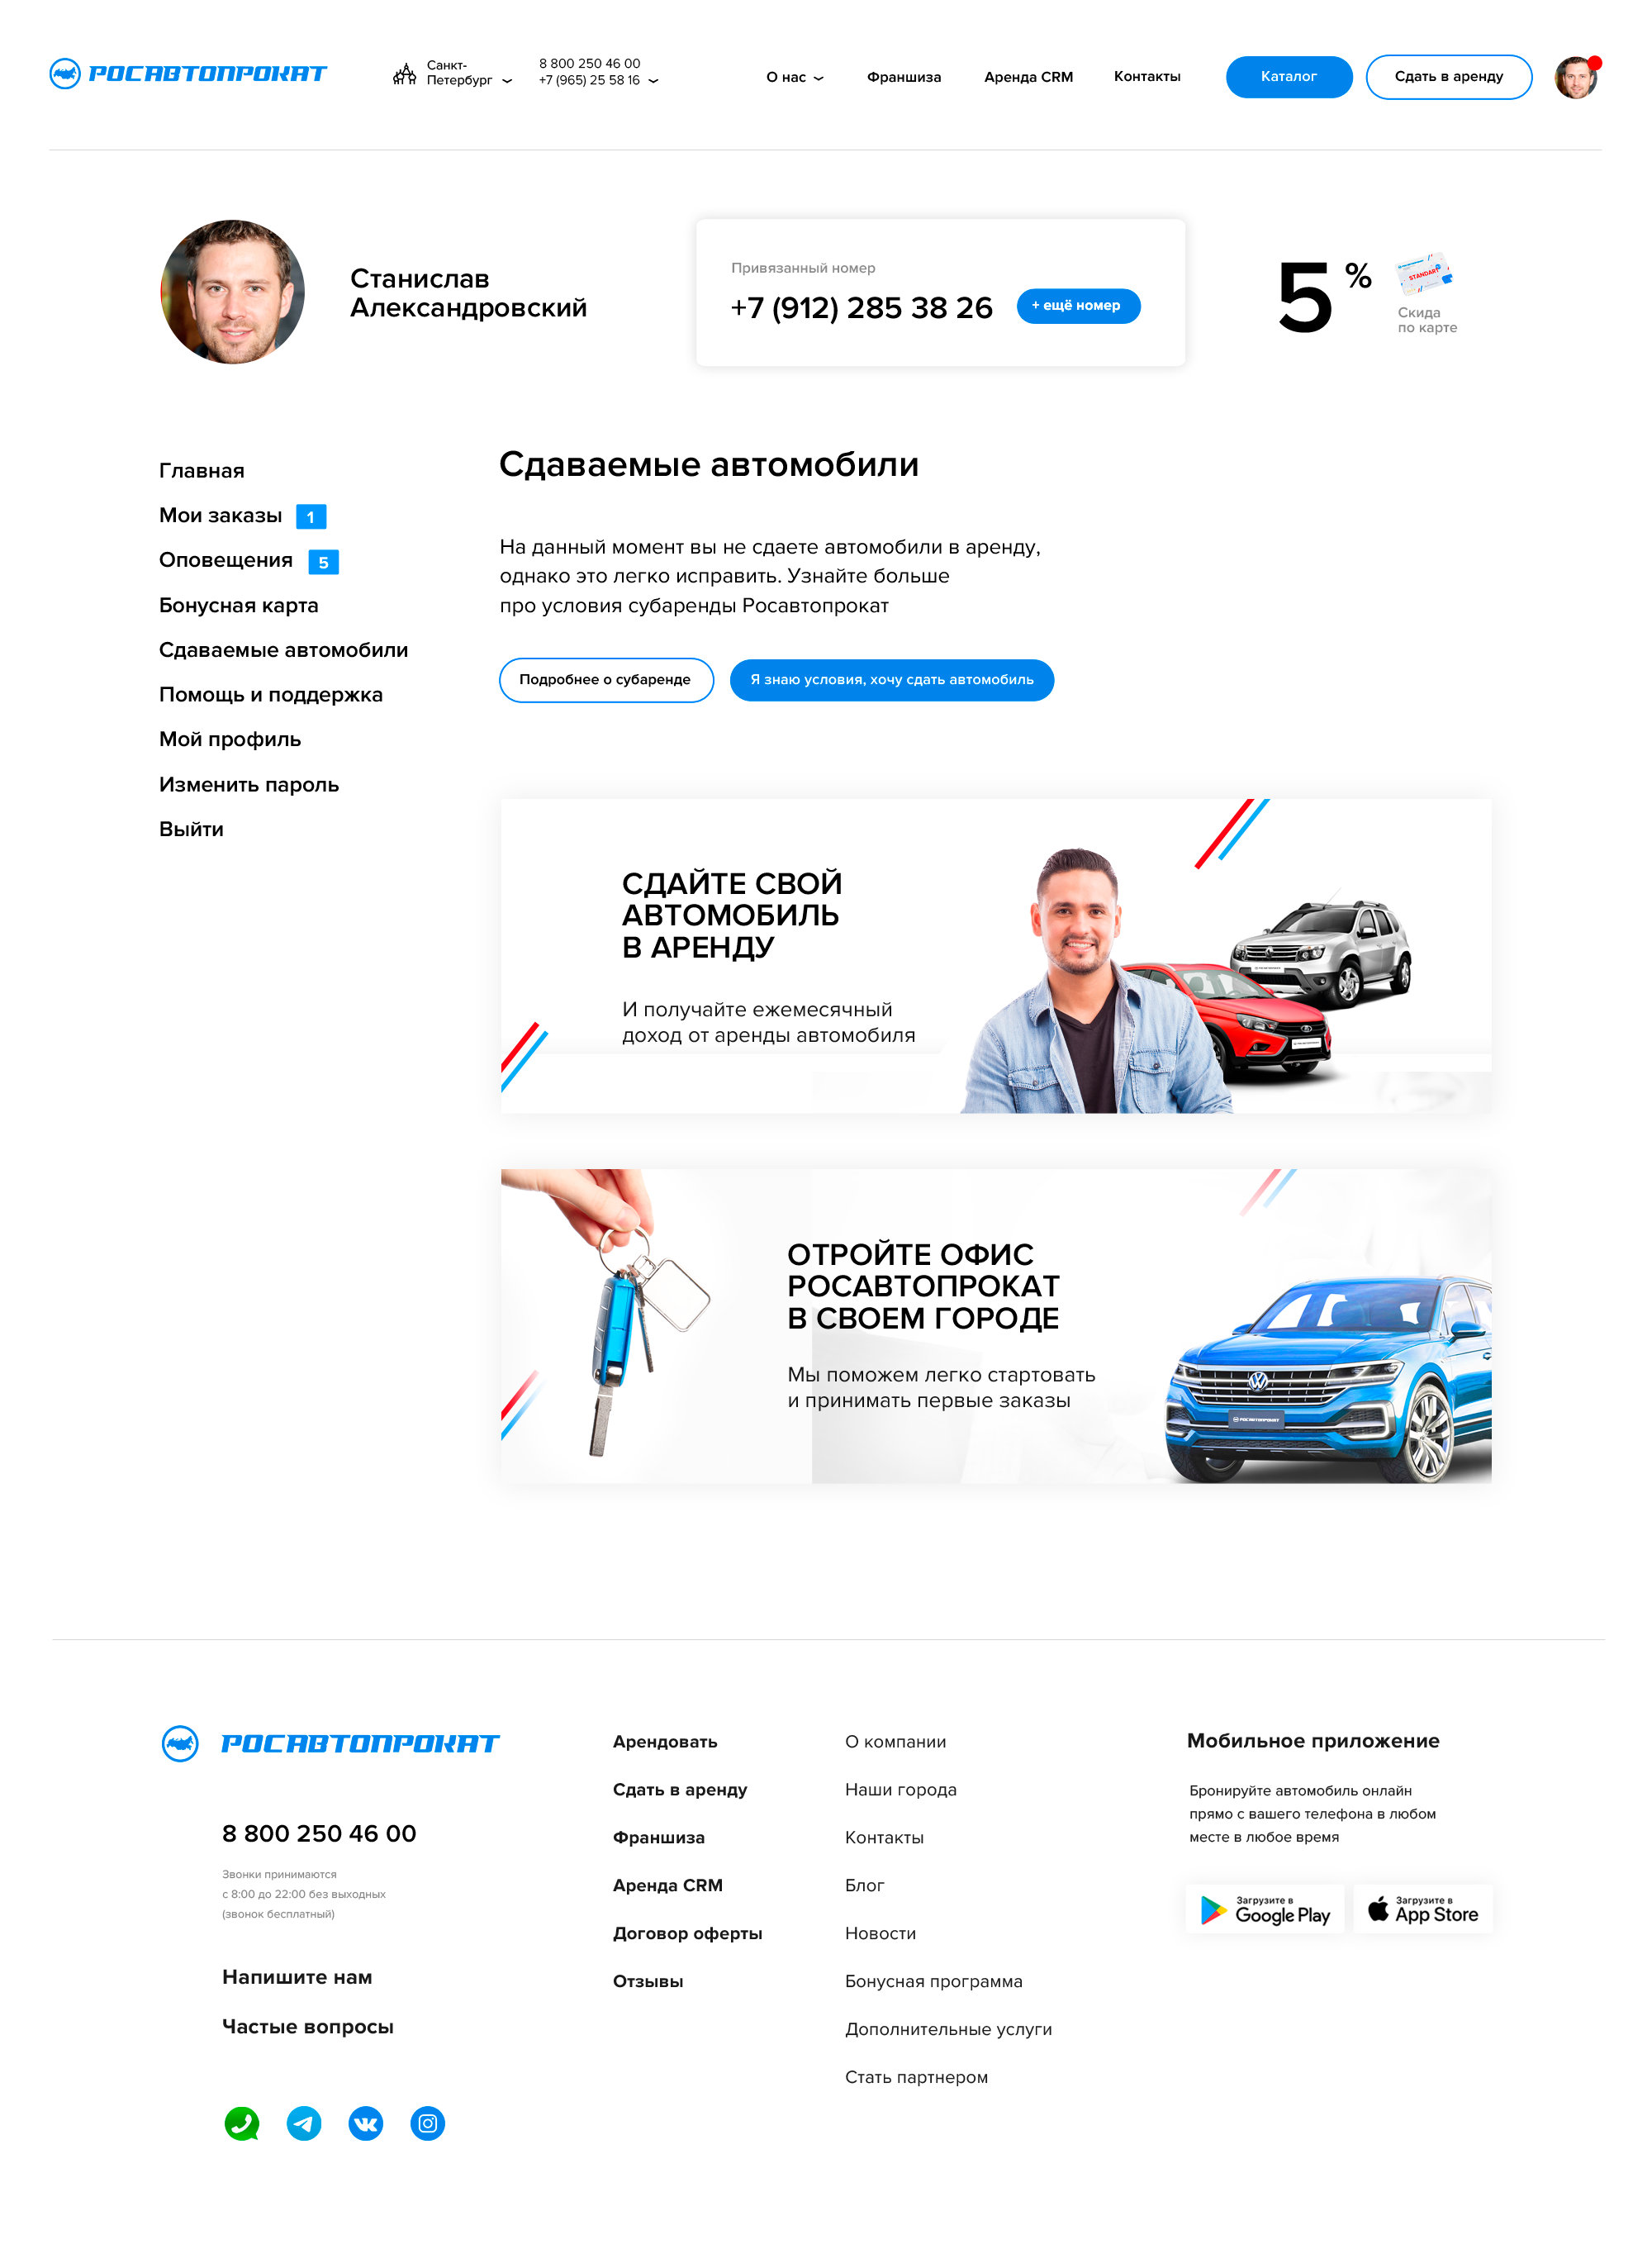 РОСАВТОПРОКАТ
Санкт-
Петербург
8 800 250 46 00
+7 (965) 25 58 16
О нас
Франшиза
Аренда CRM
Контакты
Каталог
Сдать в аренду
Станислав
Александровский
Привязанный номер
+7 (912) 285 38 26
+ ещё номер
5 %
STANDART
Скида
по карте
Главная
Мои заказы 1
Оповещения 5
Бонусная карта
Сдаваемые автомобили
Помощь и поддержка
Мой профиль
Изменить пароль
Выйти
Сдаваемые автомобили
На данный момент вы не сдаете автомобили в аренду,
однако это легко исправить. Узнайте больше
про условия субаренды Росавтопрокат
Подробнее о субаренде
Я знаю условия, хочу сдать автомобиль
СДАЙТЕ СВОЙ
АВТОМОБИЛЬ
В АРЕНДУ
И получайте ежемесячный
доход от аренды автомобиля
ОТРОЙТЕ ОФИС
РОСАВТОПРОКАТ
В СВОЕМ ГОРОДЕ
Мы поможем легко стартовать
и принимать первые заказы
РОСАВТОПРОКАТ
РОСАВТОПРОКАТ
8 800 250 46 00
Звонки принимаются
с 8:00 до 22:00 без выходных
(звонок бесплатный)
Напишите нам
Частые вопросы
Арендовать
Сдать в аренду
Франшиза
Аренда CRM
Договор оферты
Отзывы
О компании
Наши города
Контакты
Блог
Новости
Бонусная программа
Дополнительные услуги
Стать партнером
Мобильное приложение
Бронируйте автомобиль онлайн
прямо с вашего телефона в любом
месте в любое время
Загрузите в
Google Play
Загрузите в
App Store